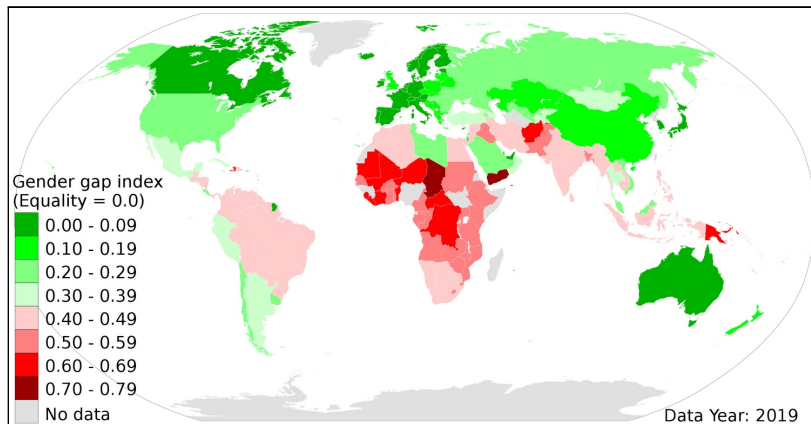 Gender gap index
(Equality = 0.0)
0.00 - 0.09
0.10 - 0.19
0.20 - 0.29
0.30 - 0.39
0.40 - 0.49
0.50 - 0.59
0.60 - 0.69
0.70 - 0.79
No data
Data Year: 2019